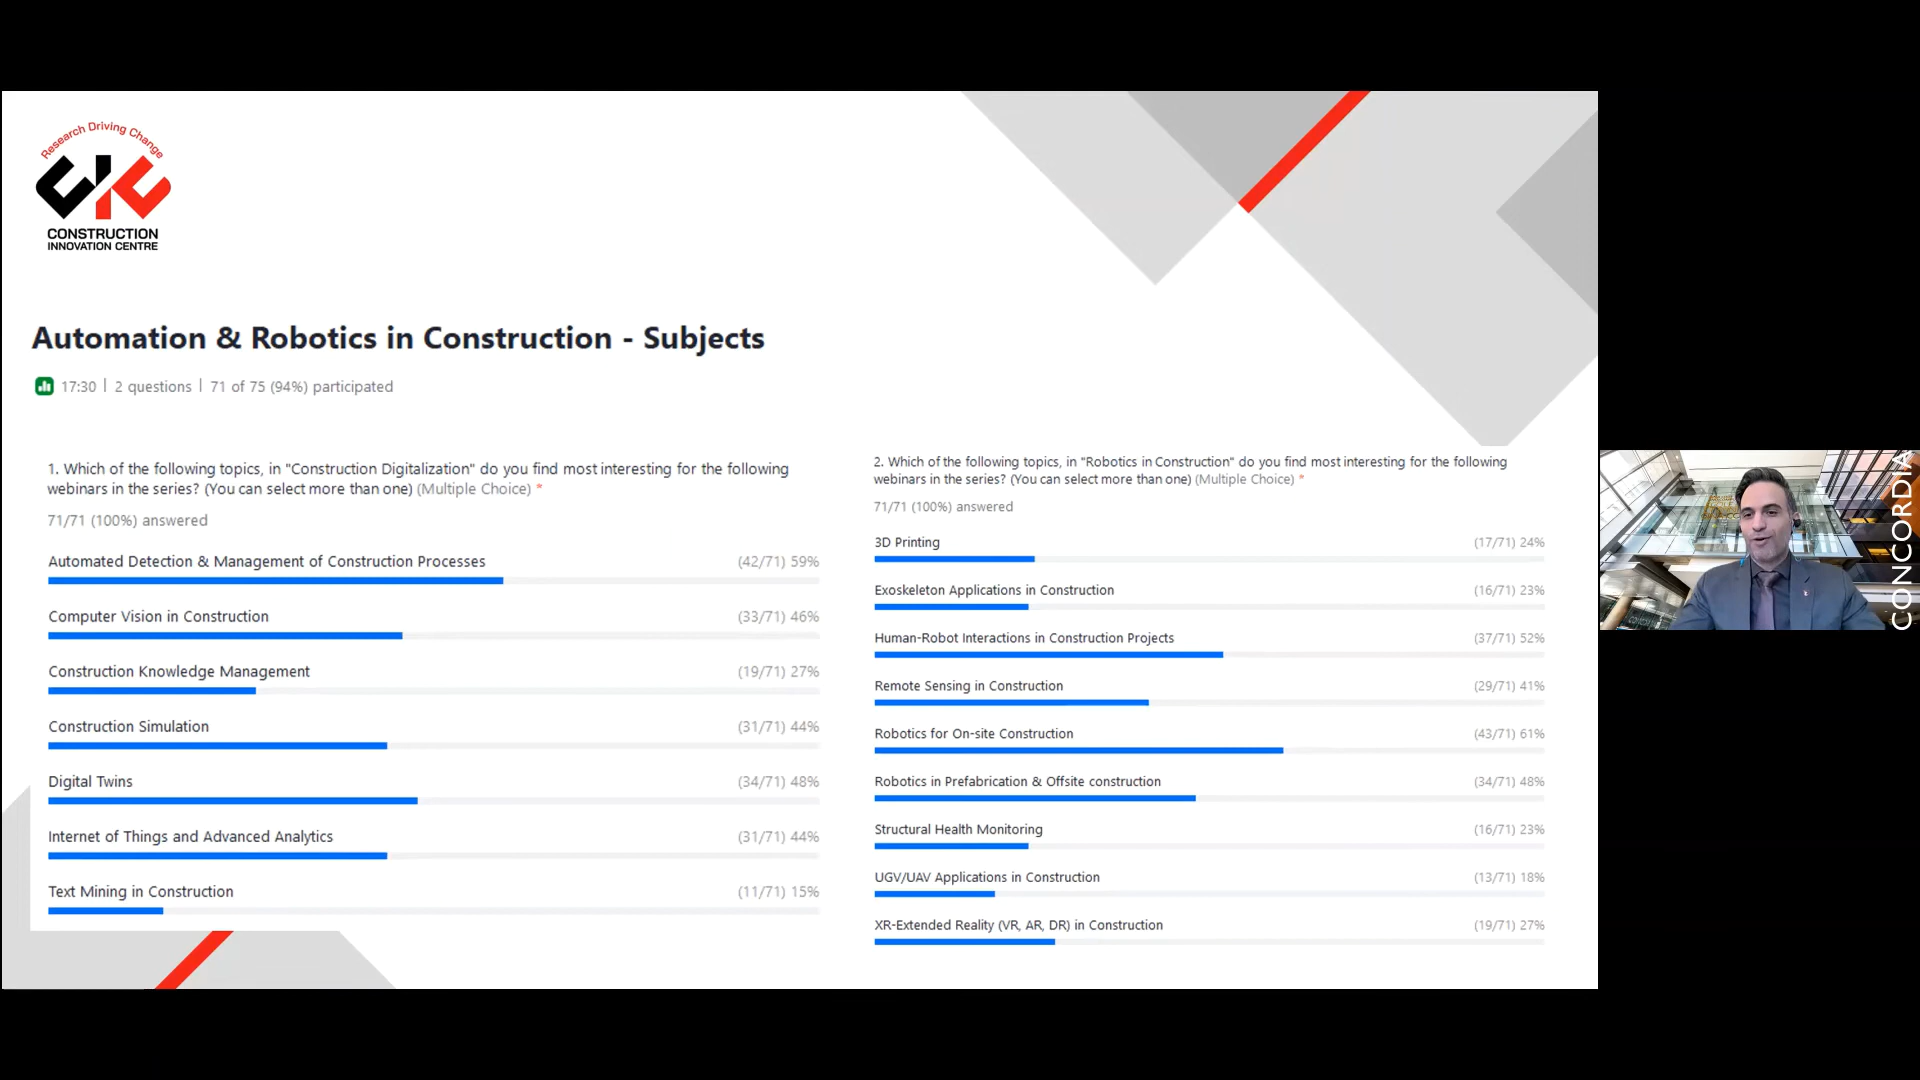 Research Driving Change
CONSTRUCTION
INNOVATION CENTRE
Automation & Robotics in Construction - Subjects
17:30 | 2 questions | 71 of 75 (94%) participated
1. Which of the following topics, in "Construction Digitalization" do you find most interesting for the following
webinars in the series? (You can select more than one) (Multiple Choice) *
71/71 (100%) answered
Automated Detection & Management of Construction Processes (42/71) 59%
Computer Vision in Construction (33/71) 46%
Construction Knowledge Management (19/71) 27%
Construction Simulation (31/71) 44%
Digital Twins (34/71) 48%
Internet of Things and Advanced Analytics (31/71) 44%
Text Mining in Construction (11/71) 15%
2. Which of the following topics, in "Robotics in Construction" do you find most interesting for the following
webinars in the series? (You can select more than one) (Multiple Choice) *
71/71 (100%) answered
3D Printing (17/71) 24%
Exoskeleton Applications in Construction (16/71) 23%
Human-Robot Interactions in Construction Projects (37/71) 52%
Remote Sensing in Construction (29/71) 41%
Robotics for On-site Construction (43/71) 61%
Robotics in Prefabrication & Offsite construction (34/71) 48%
Structural Health Monitoring (16/71) 23%
UGV/UAV Applications in Construction (13/71) 18%
XR-Extended Reality (VR, AR, DR) in Construction (19/71) 27%
CONCORDIA